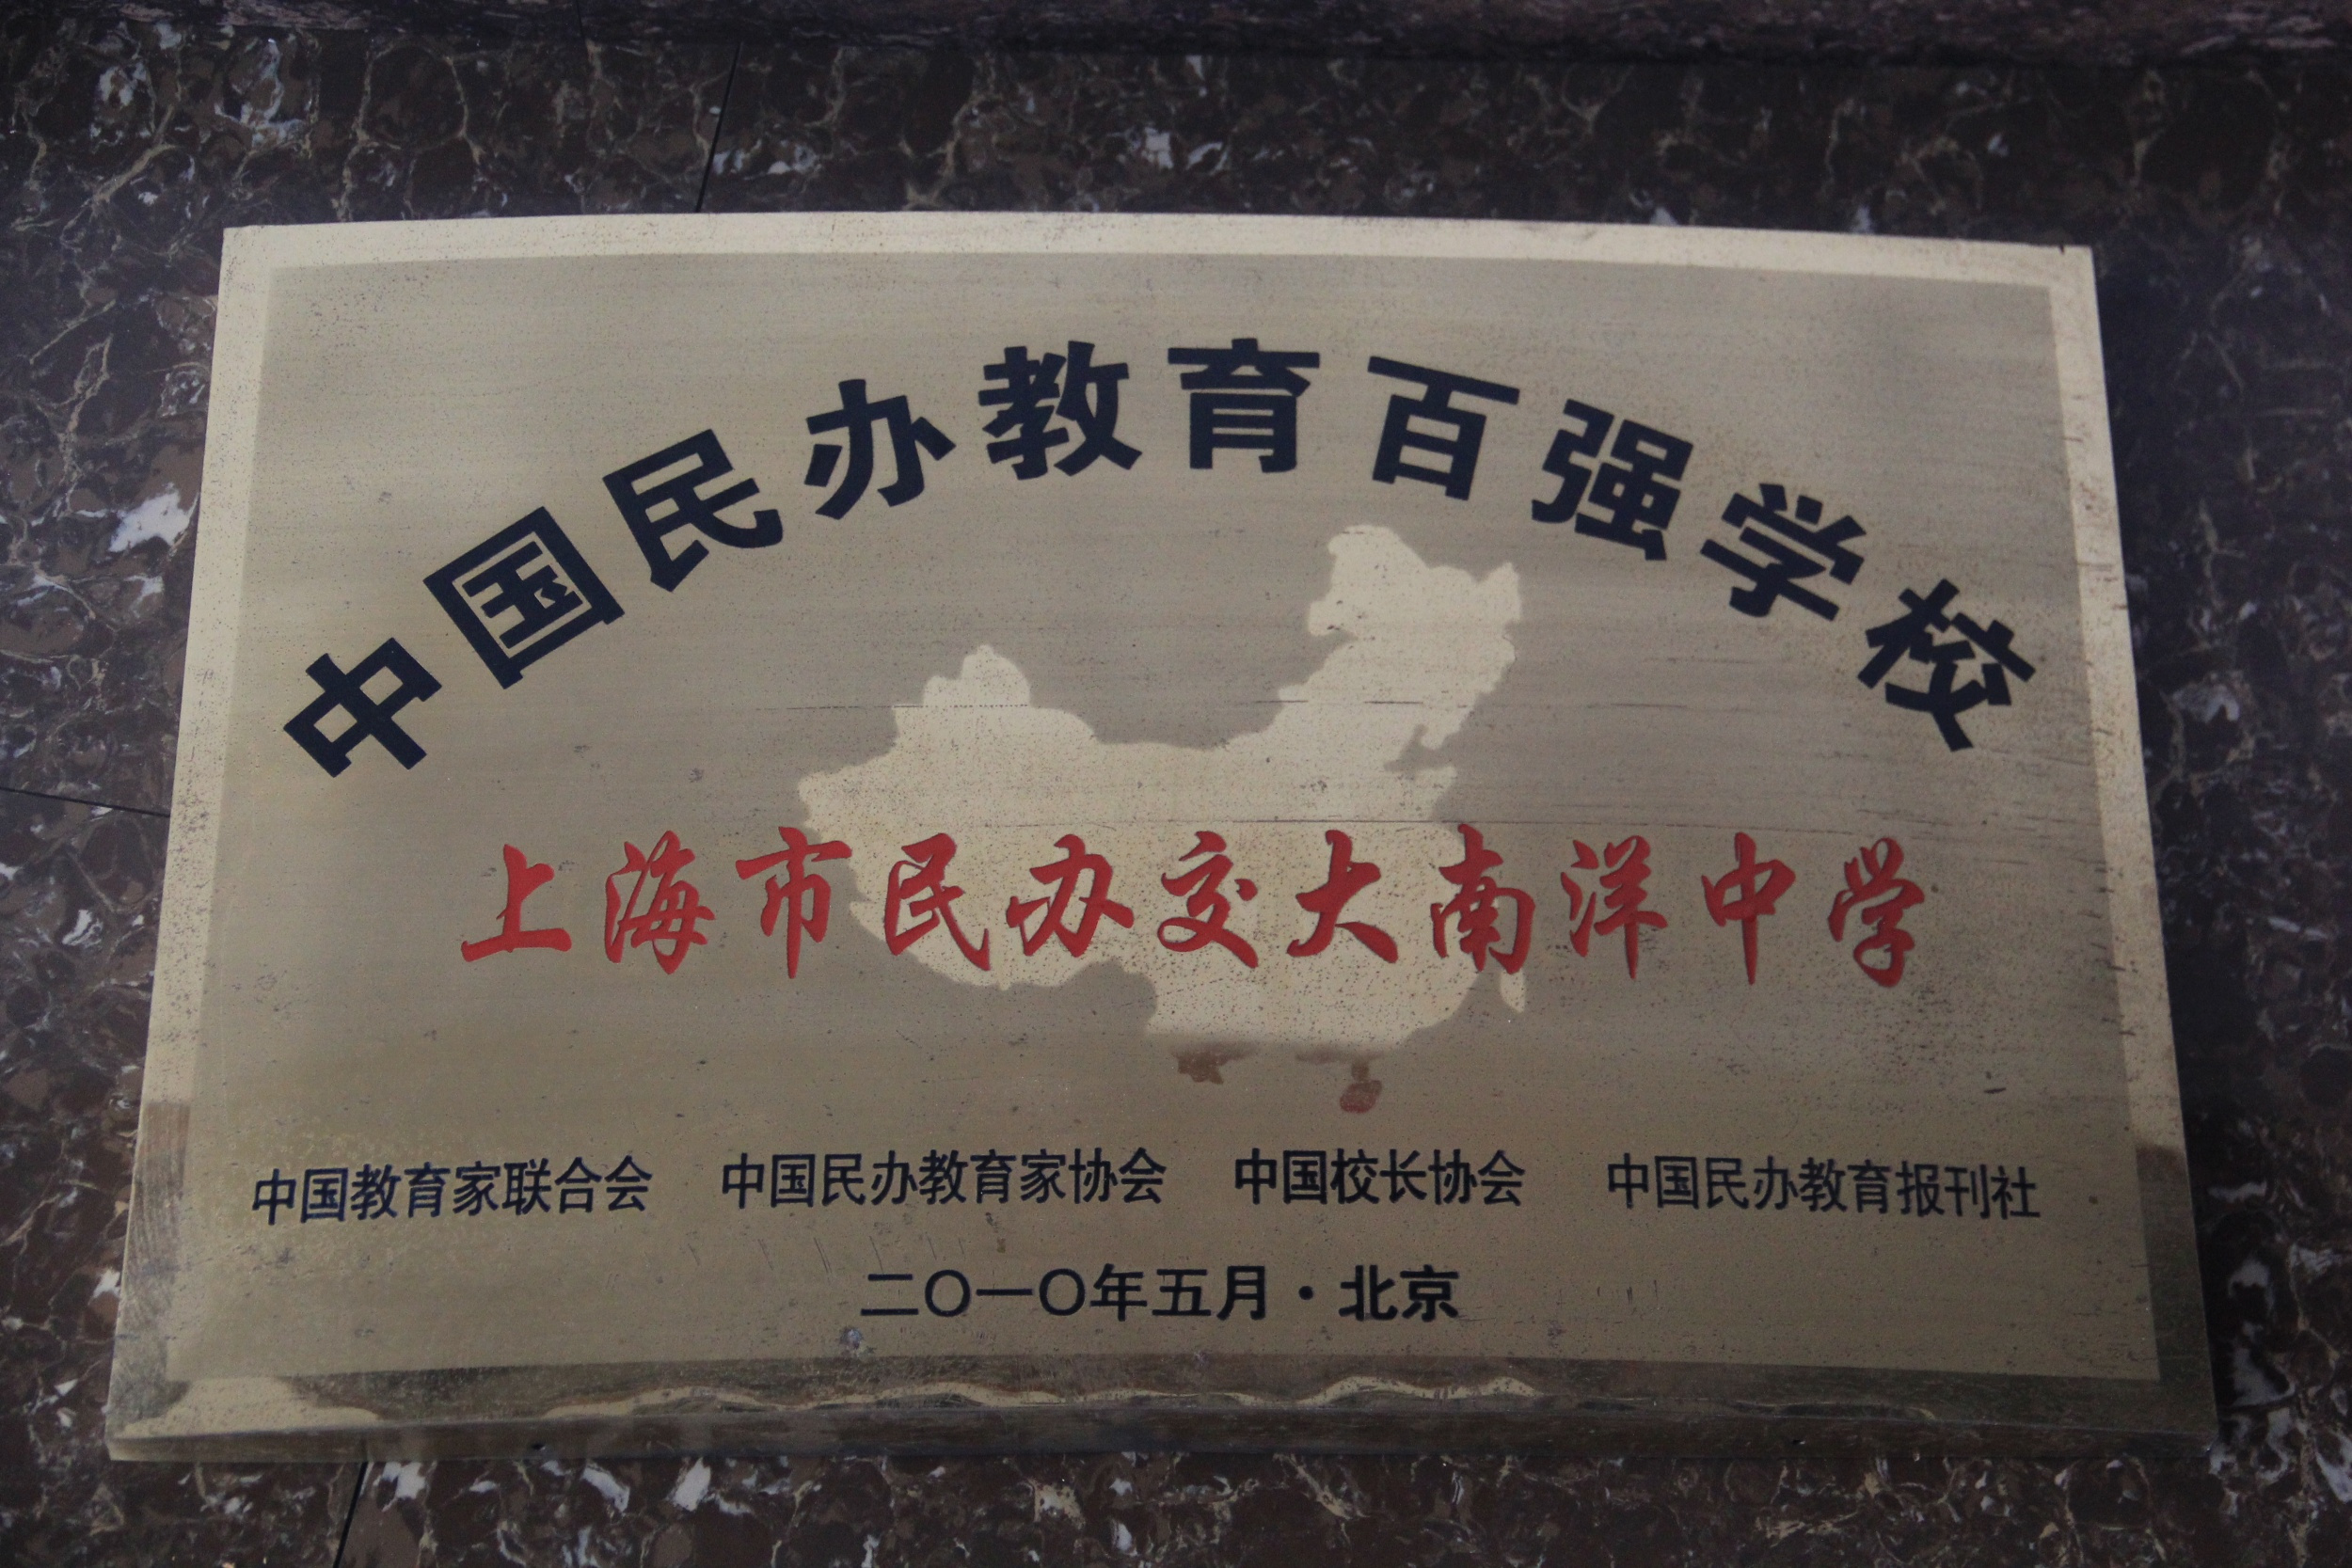 中国民办教育百强学校
上海市民办交大南洋中学
中国教育家联合会 中国民办教育家协会 中国校长协会 中国民办教育报刊社
二〇一〇年五月·北京